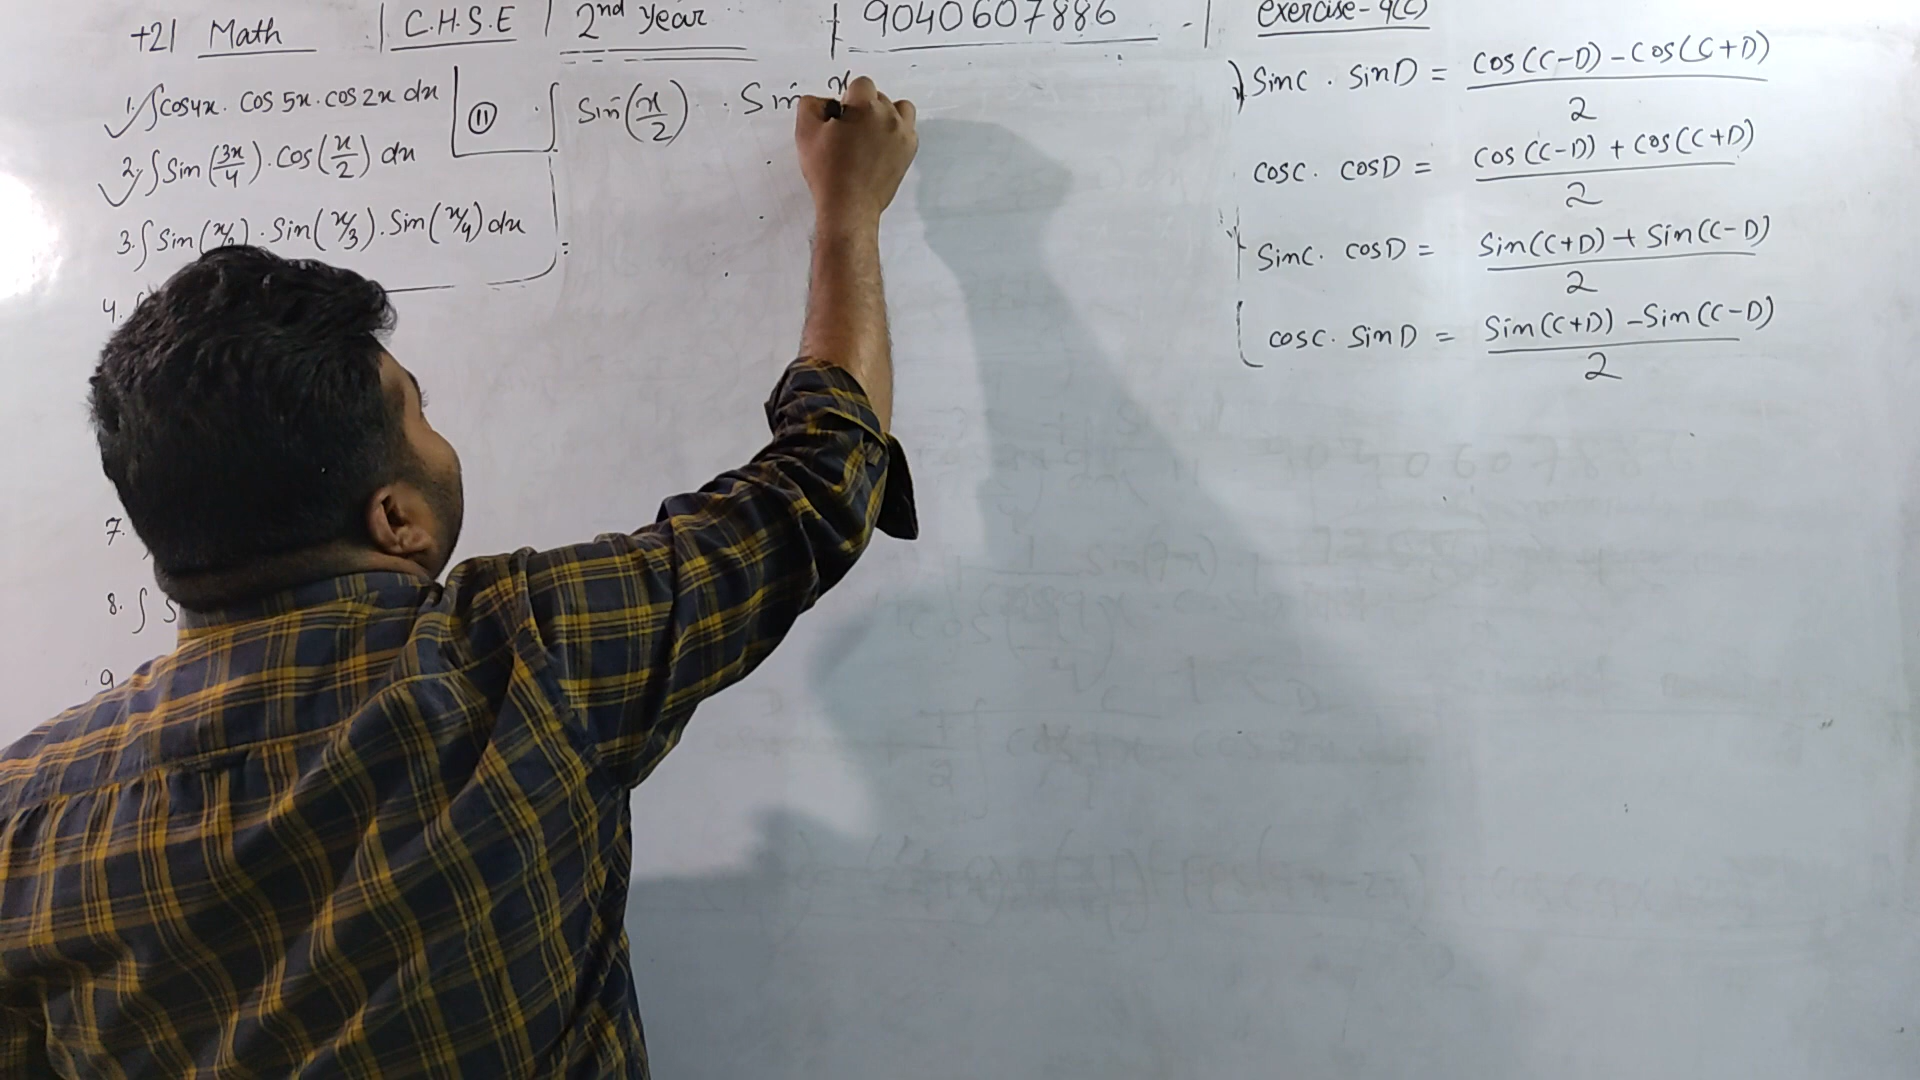 +2 | Math | C.H.S.E | 2nd Year 9040607886 Exercise - 9(C)
1. ∫cos4x. Cos 5x. cos 2x dx
2. ∫Sin(3x/4). Cos(x/2) dx
3. ∫Sin(x/2). Sin(x/3). Sin(x/4) dx
4.
7.
8. ∫ S
9
(11) ∫ Sin(x/2) . Sin x
SinC . SinD = Cos(C-D) - Cos(C+D) / 2
cosC. cosD = Cos(C-D) + Cos(C+D) / 2
SinC. cosD = Sin(C+D) + Sin(C-D) / 2
cosC. SinD = Sin(C+D) - Sin(C-D) / 2